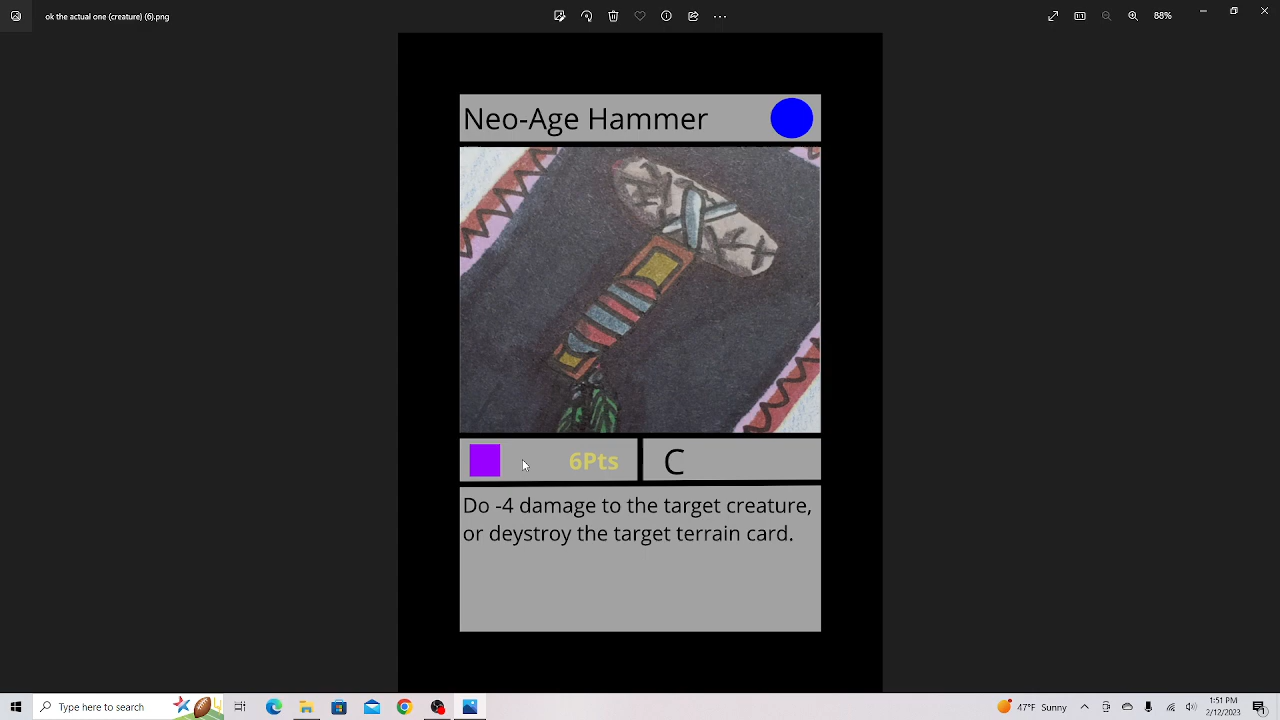 ok the actual one (creature) (6).png
88%
Neo-Age Hammer
6Pts
C
Do -4 damage to the target creature,
or deystroy the target terrain card.
Type here to search
47°F Sunny
1:51 PM
2/12/2023